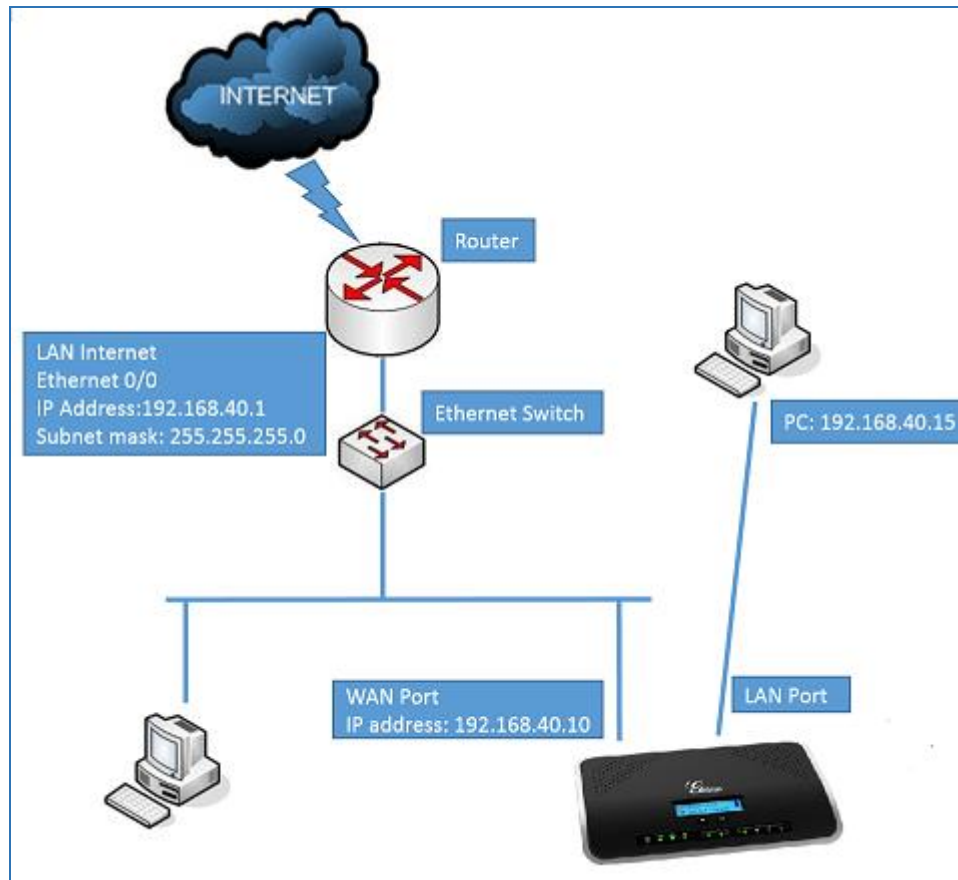 INTERNET
Router
LAN Internet
Ethernet 0/0
IP Address:192.168.40.1
Subnet mask: 255.255.255.0
Ethernet Switch
PC: 192.168.40.15
WAN Port
IP address: 192.168.40.10
LAN Port